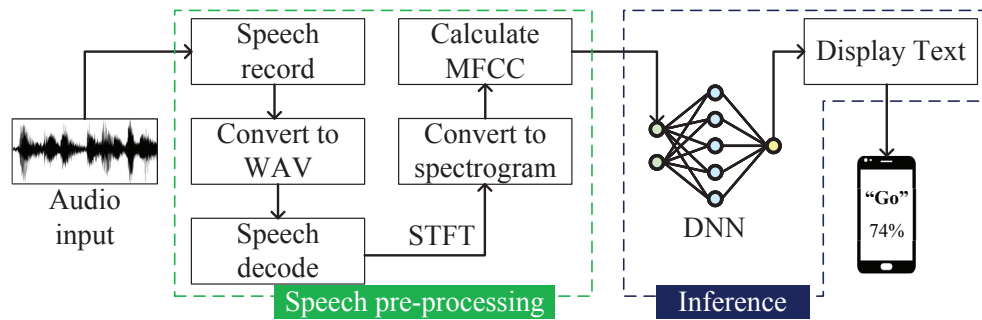 Audio
input
Speech
record
Convert to
WAV
Speech
decode
STFT
Convert to
spectrogram
Calculate
MFCC
Speech pre-processing
DNN
Display Text
Inference
“Go”
74%